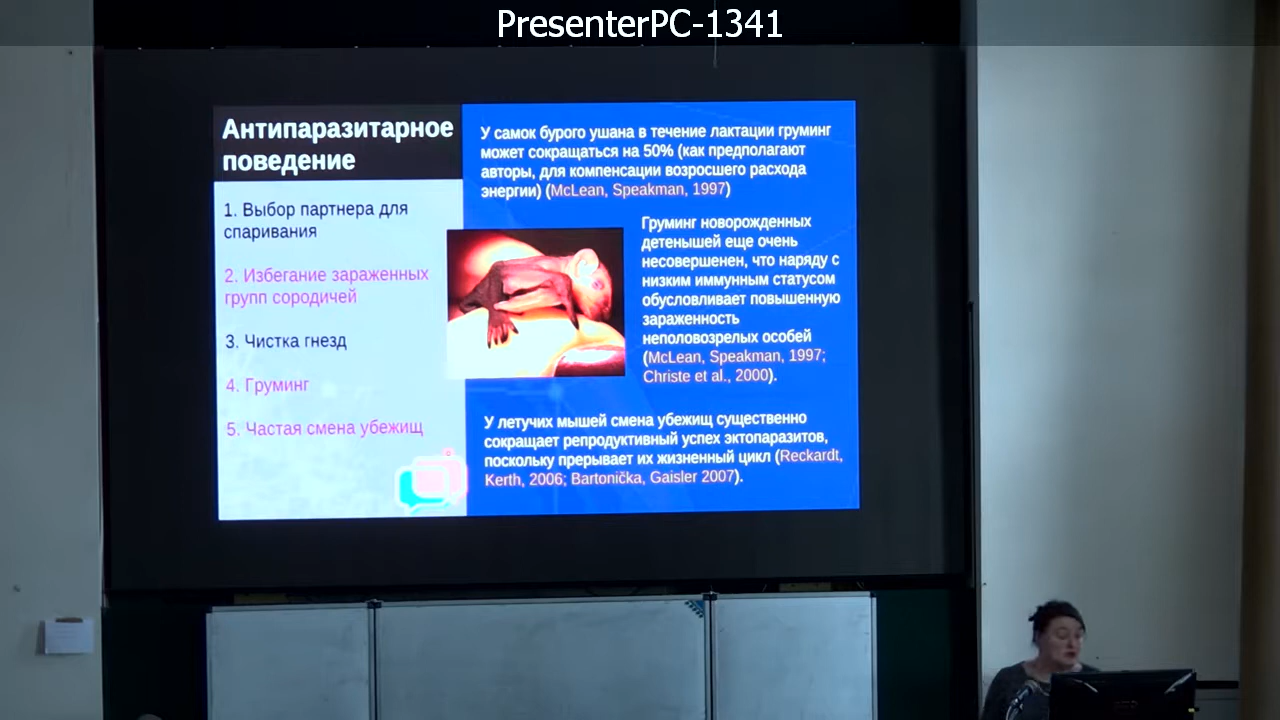 PresenterPC-1341
Антипаразитарное
поведение
1. Выбор партнера для
спаривания
2. Избегание зараженных
групп сородичей
3. Чистка гнезд
4. Груминг
5. Частая смена убежищ
У самок бурого ушана в течение лактации груминг
может сокращаться на 50% (как предполагают
авторы, для компенсации возросшего расхода
энергии) (McLean, Speakman, 1997)
Груминг новорожденных
детенышей еще очень
несовершенен, что наряду с
низким иммунным статусом
обусловливает повышенную
зараженность
неполовозрелых особей
(McLean, Speakman, 1997;
Christe et al., 2000).
У летучих мышей смена убежищ существенно
сокращает репродуктивный успех эктопаразитов,
поскольку прерывает их жизненный цикл (Reckardt,
Kerth, 2006; Bartonička, Gaisler 2007).